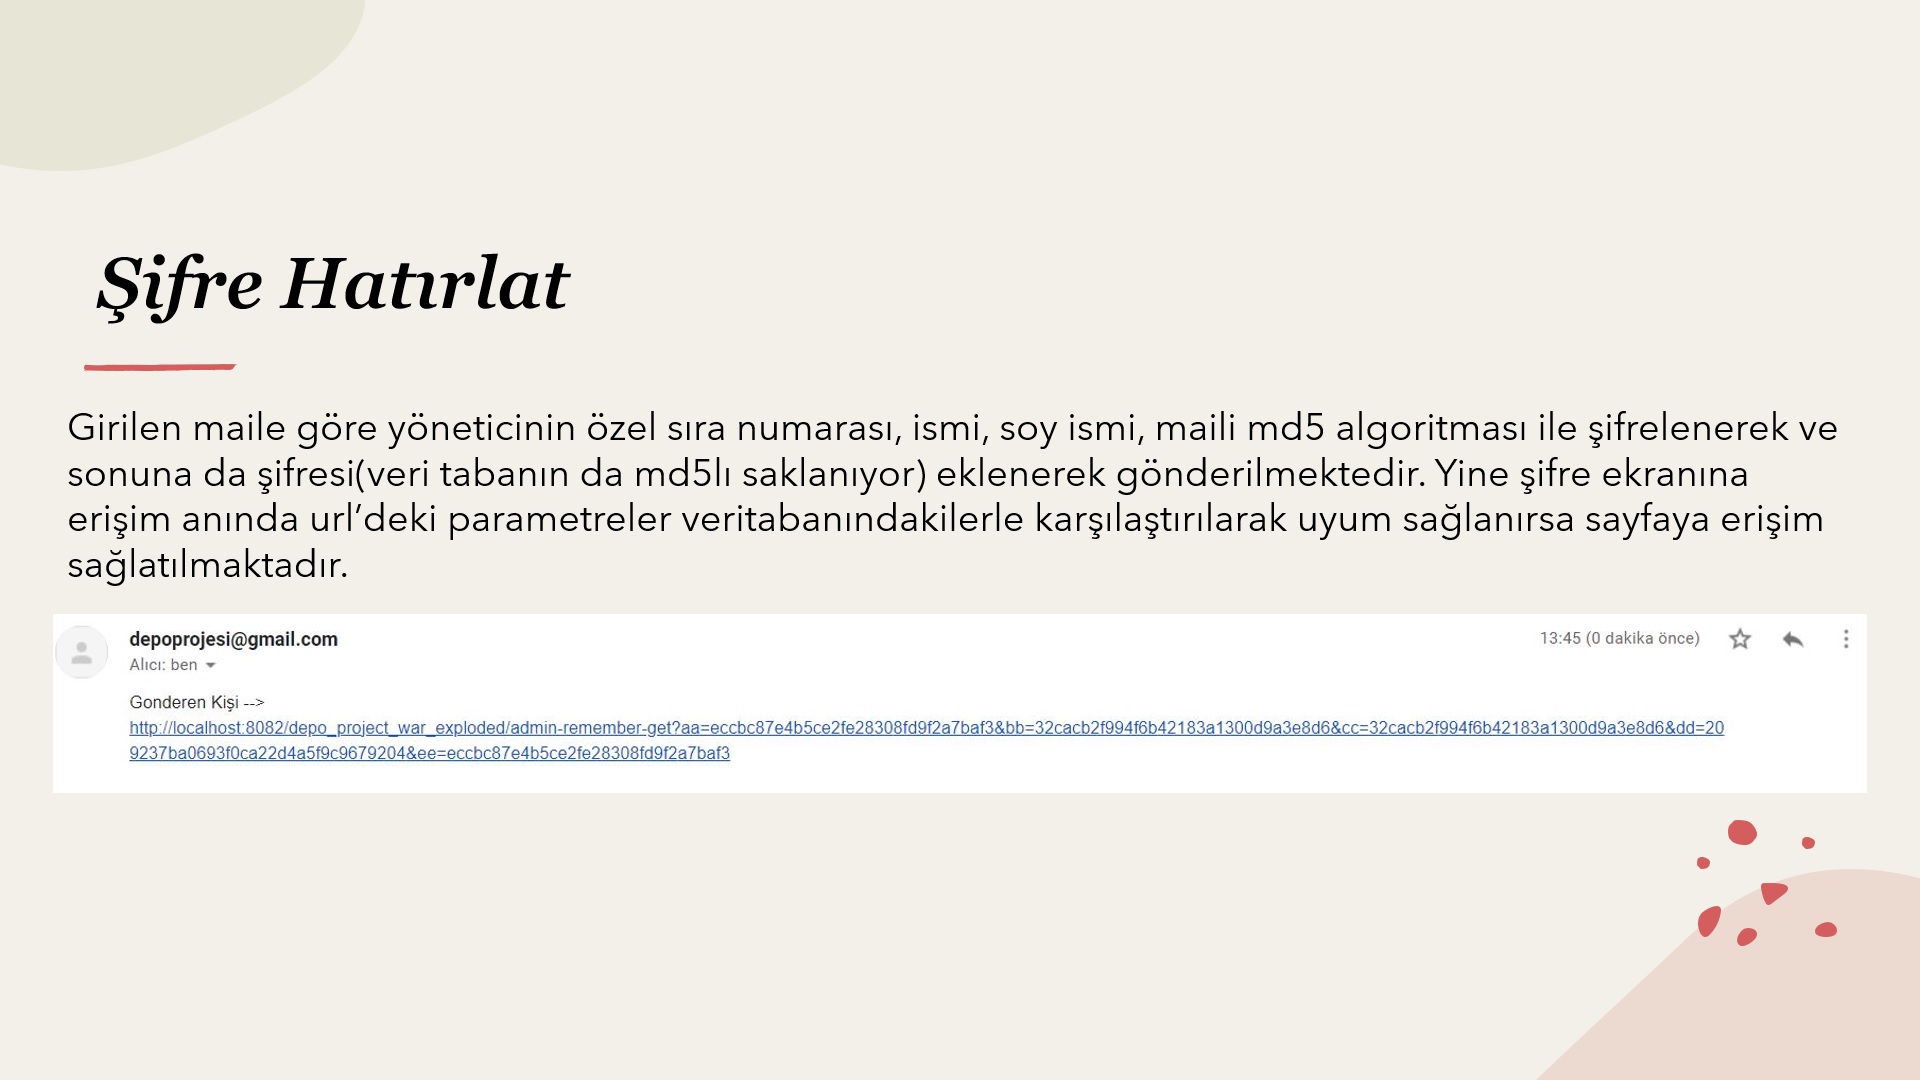 Şifre Hatırlat
Girilen maile göre yöneticinin özel sıra numarası, ismi, soy ismi, maili md5 algoritması ile şifrelenerek ve
sonuna da şifresi(veri tabanın da md5lı saklanıyor) eklenerek gönderilmektedir. Yine şifre ekranına
erişim anında url’deki parametreler veritabanındakilerle karşılaştırılarak uyum sağlanırsa sayfaya erişim
sağlatılmaktadır.
depoprojesi@gmail.com
13:45 (0 dakika önce)
Alıcı: ben
Gonderen Kişi -->
http://localhost:8082/depo_project_war_exploded/admin-remember-get?aa=eccbc87e4b5ce2fe28308fd9f2a7baf3&bb=32cacb2f994f6b42183a1300d9a3e8d6&cc=32cacb2f994f6b42183a1300d9a3e8d6&dd=20
9237ba0693f0ca22d4a5f9c9679204&ee=eccbc87e4b5ce2fe28308fd9f2a7baf3